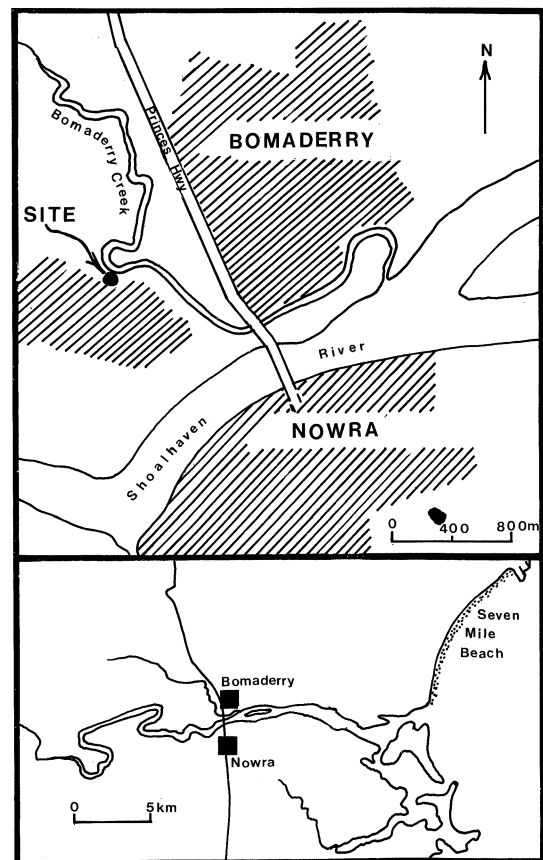 N
Bomaderry Creek
Princes Hwy
BOMADERRY
SITE
Shoalhaven River
NOWRA
0 400 800m
Seven
Mile
Beach
Bomaderry
Nowra
0 5km